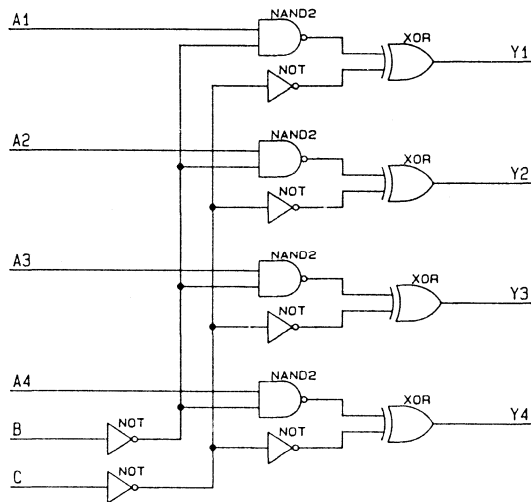 NAND2
XOR
A1
Y1
NOT
NAND2
XOR
A2
Y2
NOT
NAND2
XOR
A3
Y3
NOT
NAND2
XOR
A4
Y4
B
NOT
NOT
C
NOT